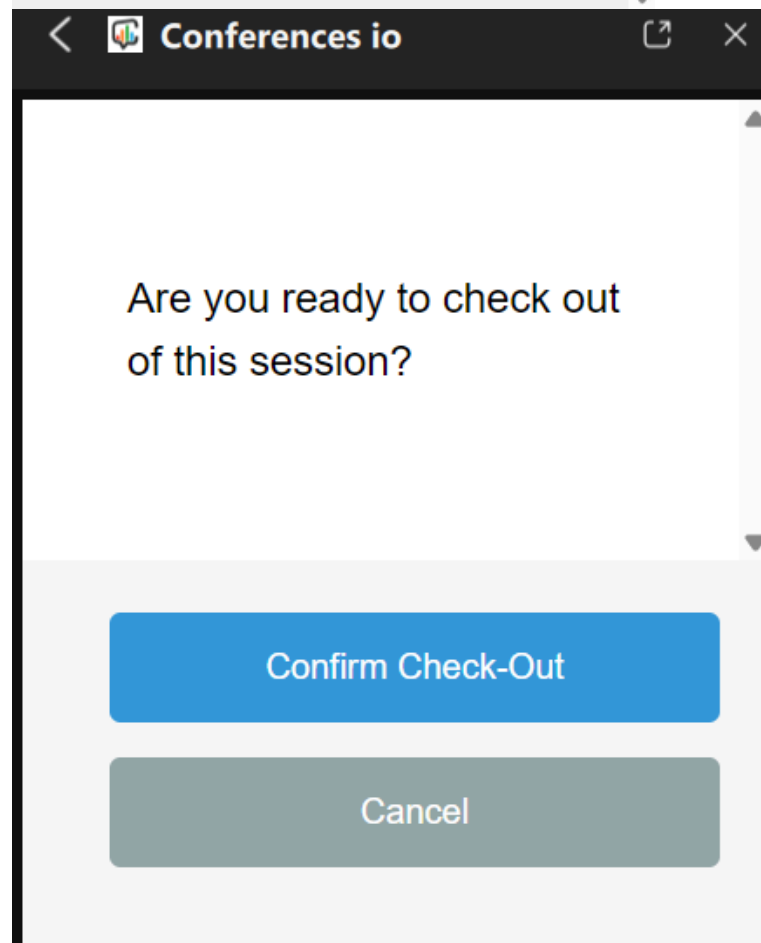 Conferences io
Are you ready to check out
of this session?
Confirm Check-Out
Cancel